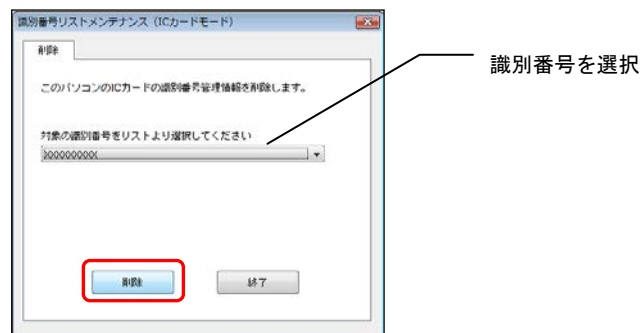 識別番号リストメンテナンス（ICカードモード）
削除
このパソコンのICカードの識別番号管理情報を削除します。
識別番号を選択
対象の識別番号をリストより選択してください
XXXXXXXXXX
削除
終了